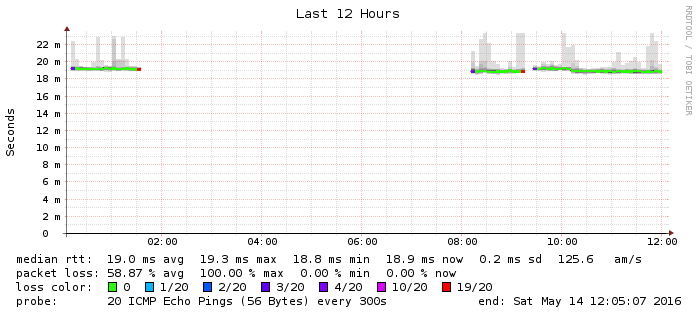 Last 12 Hours
RRDTOOL / TOBI OETIKER
Seconds
22 m
20 m
18 m
16 m
14 m
12 m
10 m
8 m
6 m
4 m
2 m
0
02:00 04:00 06:00 08:00 10:00 12:00
median rtt: 19.0 ms avg 19.3 ms max 18.8 ms min 18.9 ms now 0.2 ms sd 125.6 am/s
packet loss: 58.87 % avg 100.00 % max 0.00 % min 0.00 % now
loss color: 0 1/20 2/20 3/20 4/20 10/20 19/20
probe: 20 ICMP Echo Pings (56 Bytes) every 300s end: Sat May 14 12:05:07 2016